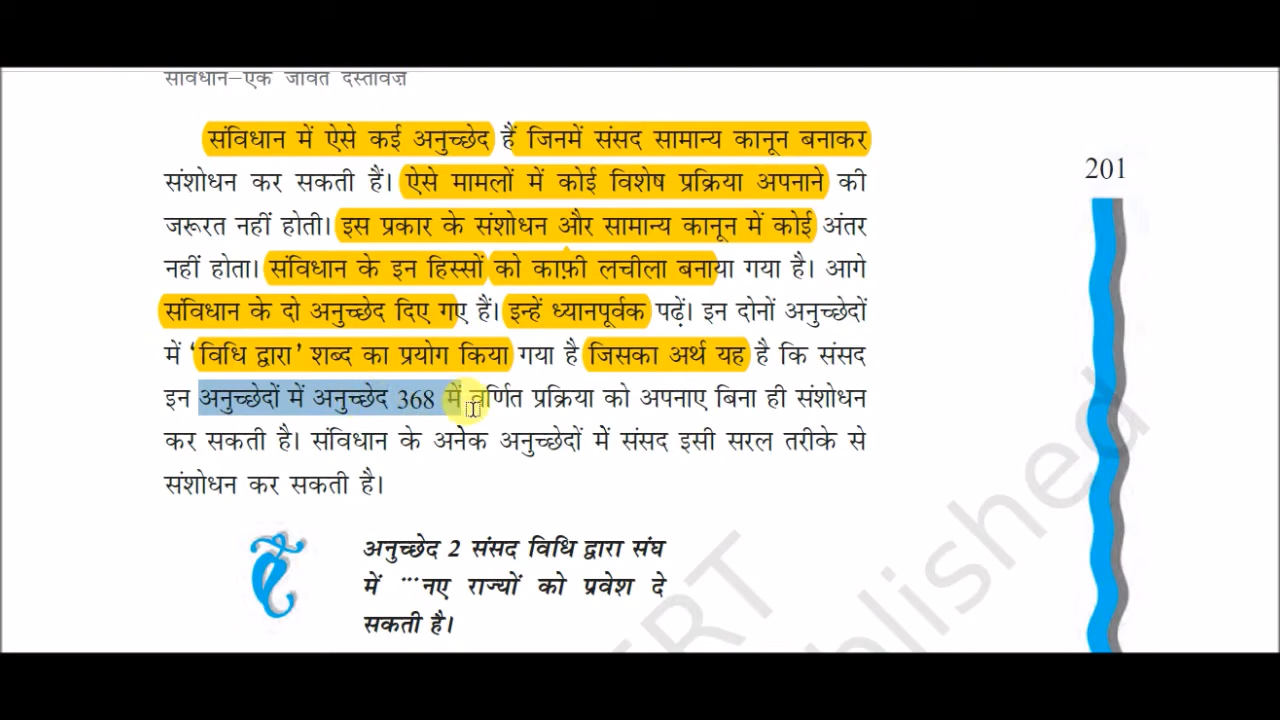 संविधान–एक जीवंत दस्तावेज़
संविधान में ऐसे कई अनुच्छेद हैं जिनमें संसद सामान्य कानून बनाकर
201
संशोधन कर सकती हैं। ऐसे मामलों में कोई विशेष प्रक्रिया अपनाने की
जरूरत नहीं होती। इस प्रकार के संशोधन और सामान्य कानून में कोई अंतर
नहीं होता। संविधान के इन हिस्सों को काफ़ी लचीला बनाया गया है। आगे
संविधान के दो अनुच्छेद दिए गए हैं। इन्हें ध्यानपूर्वक पढ़ें। इन दोनों अनुच्छेदों
में ‘विधि द्वारा’ शब्द का प्रयोग किया गया है जिसका अर्थ यह है कि संसद
इन अनुच्छेदों में अनुच्छेद 368 में वर्णित प्रक्रिया को अपनाए बिना ही संशोधन
कर सकती है। संविधान के अनेक अनुच्छेदों में संसद इसी सरल तरीके से
संशोधन कर सकती है।
अनुच्छेद 2 संसद विधि द्वारा संघ
में ...नए राज्यों को प्रवेश दे
सकती है।